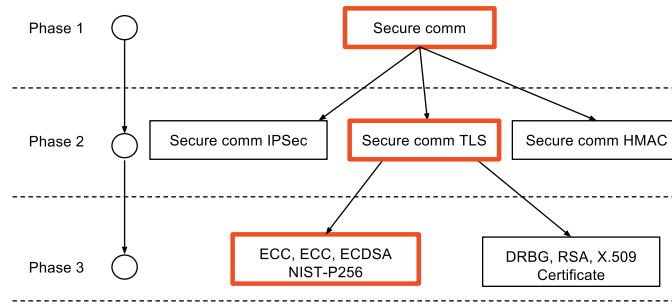 Phase 1
Secure comm
Phase 2
Secure comm IPSec
Secure comm TLS
Secure comm HMAC
Phase 3
ECC, ECC, ECDSA
NIST-P256
DRBG, RSA, X.509
Certificate